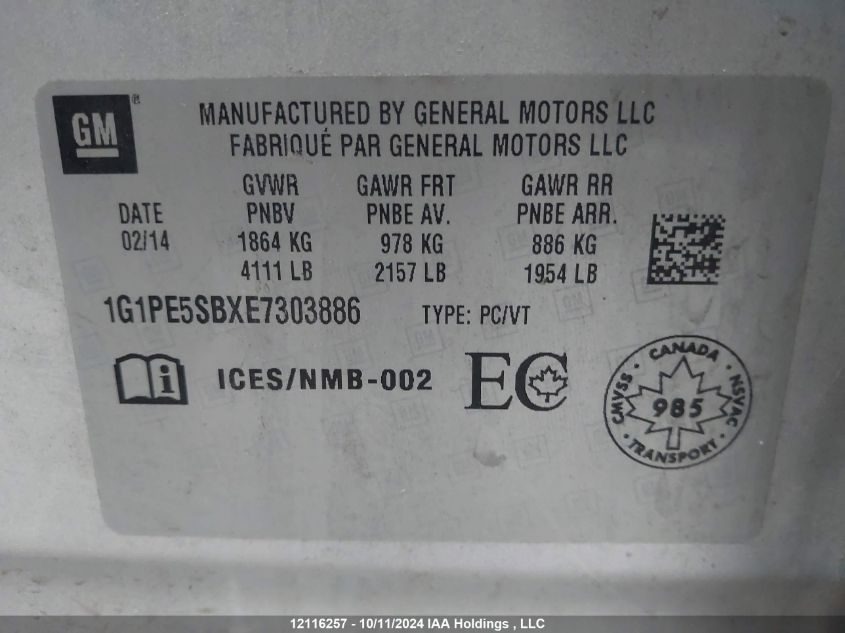 GM®
MANUFACTURED BY GENERAL MOTORS LLC
FABRIQUÉ PAR GENERAL MOTORS LLC
GVWR GAWR FRT GAWR RR
DATE PNBV PNBE AV. PNBE ARR.
02/14 1864 KG 978 KG 886 KG
4111 LB 2157 LB 1954 LB
1G1PE5SBXE7303886 TYPE: PC/VT
i ICES/NMB-002 EC
CANADA
CMVSS 985 NSVAC
TRANSPORT
12116257 - 10/11/2024 IAA Holdings , LLC